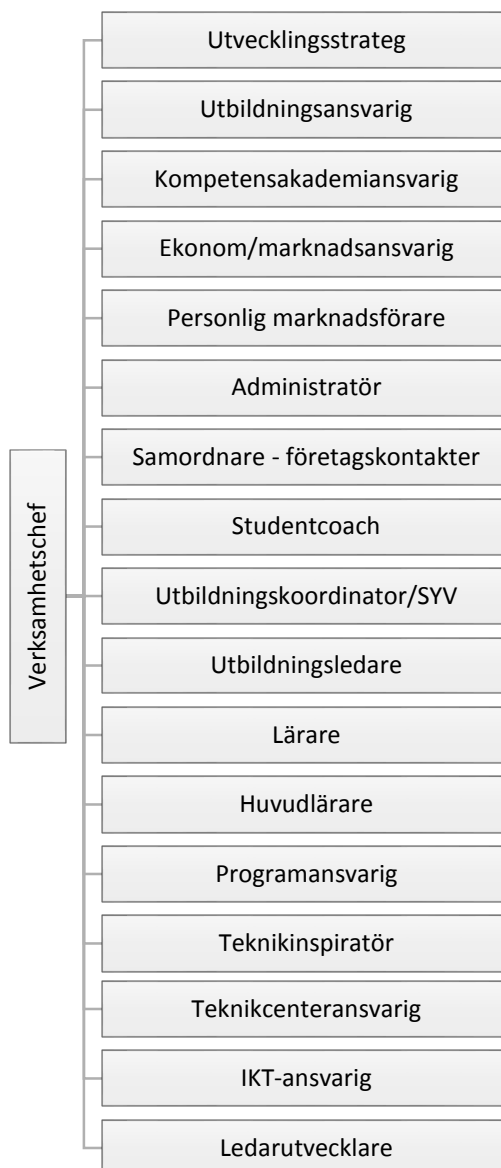 Verksamhetschef
Utvecklingsstrateg
Utbildningsansvarig
Kompetensakademiansvarig
Ekonom/marknadsansvarig
Personlig marknadsförare
Administratör
Samordnare - företagskontakter
Studentcoach
Utbildningskoordinator/SYV
Utbildningsledare
Lärare
Huvudlärare
Programansvarig
Teknikinspiratör
Teknikcenteransvarig
IKT-ansvarig
Ledarutvecklare